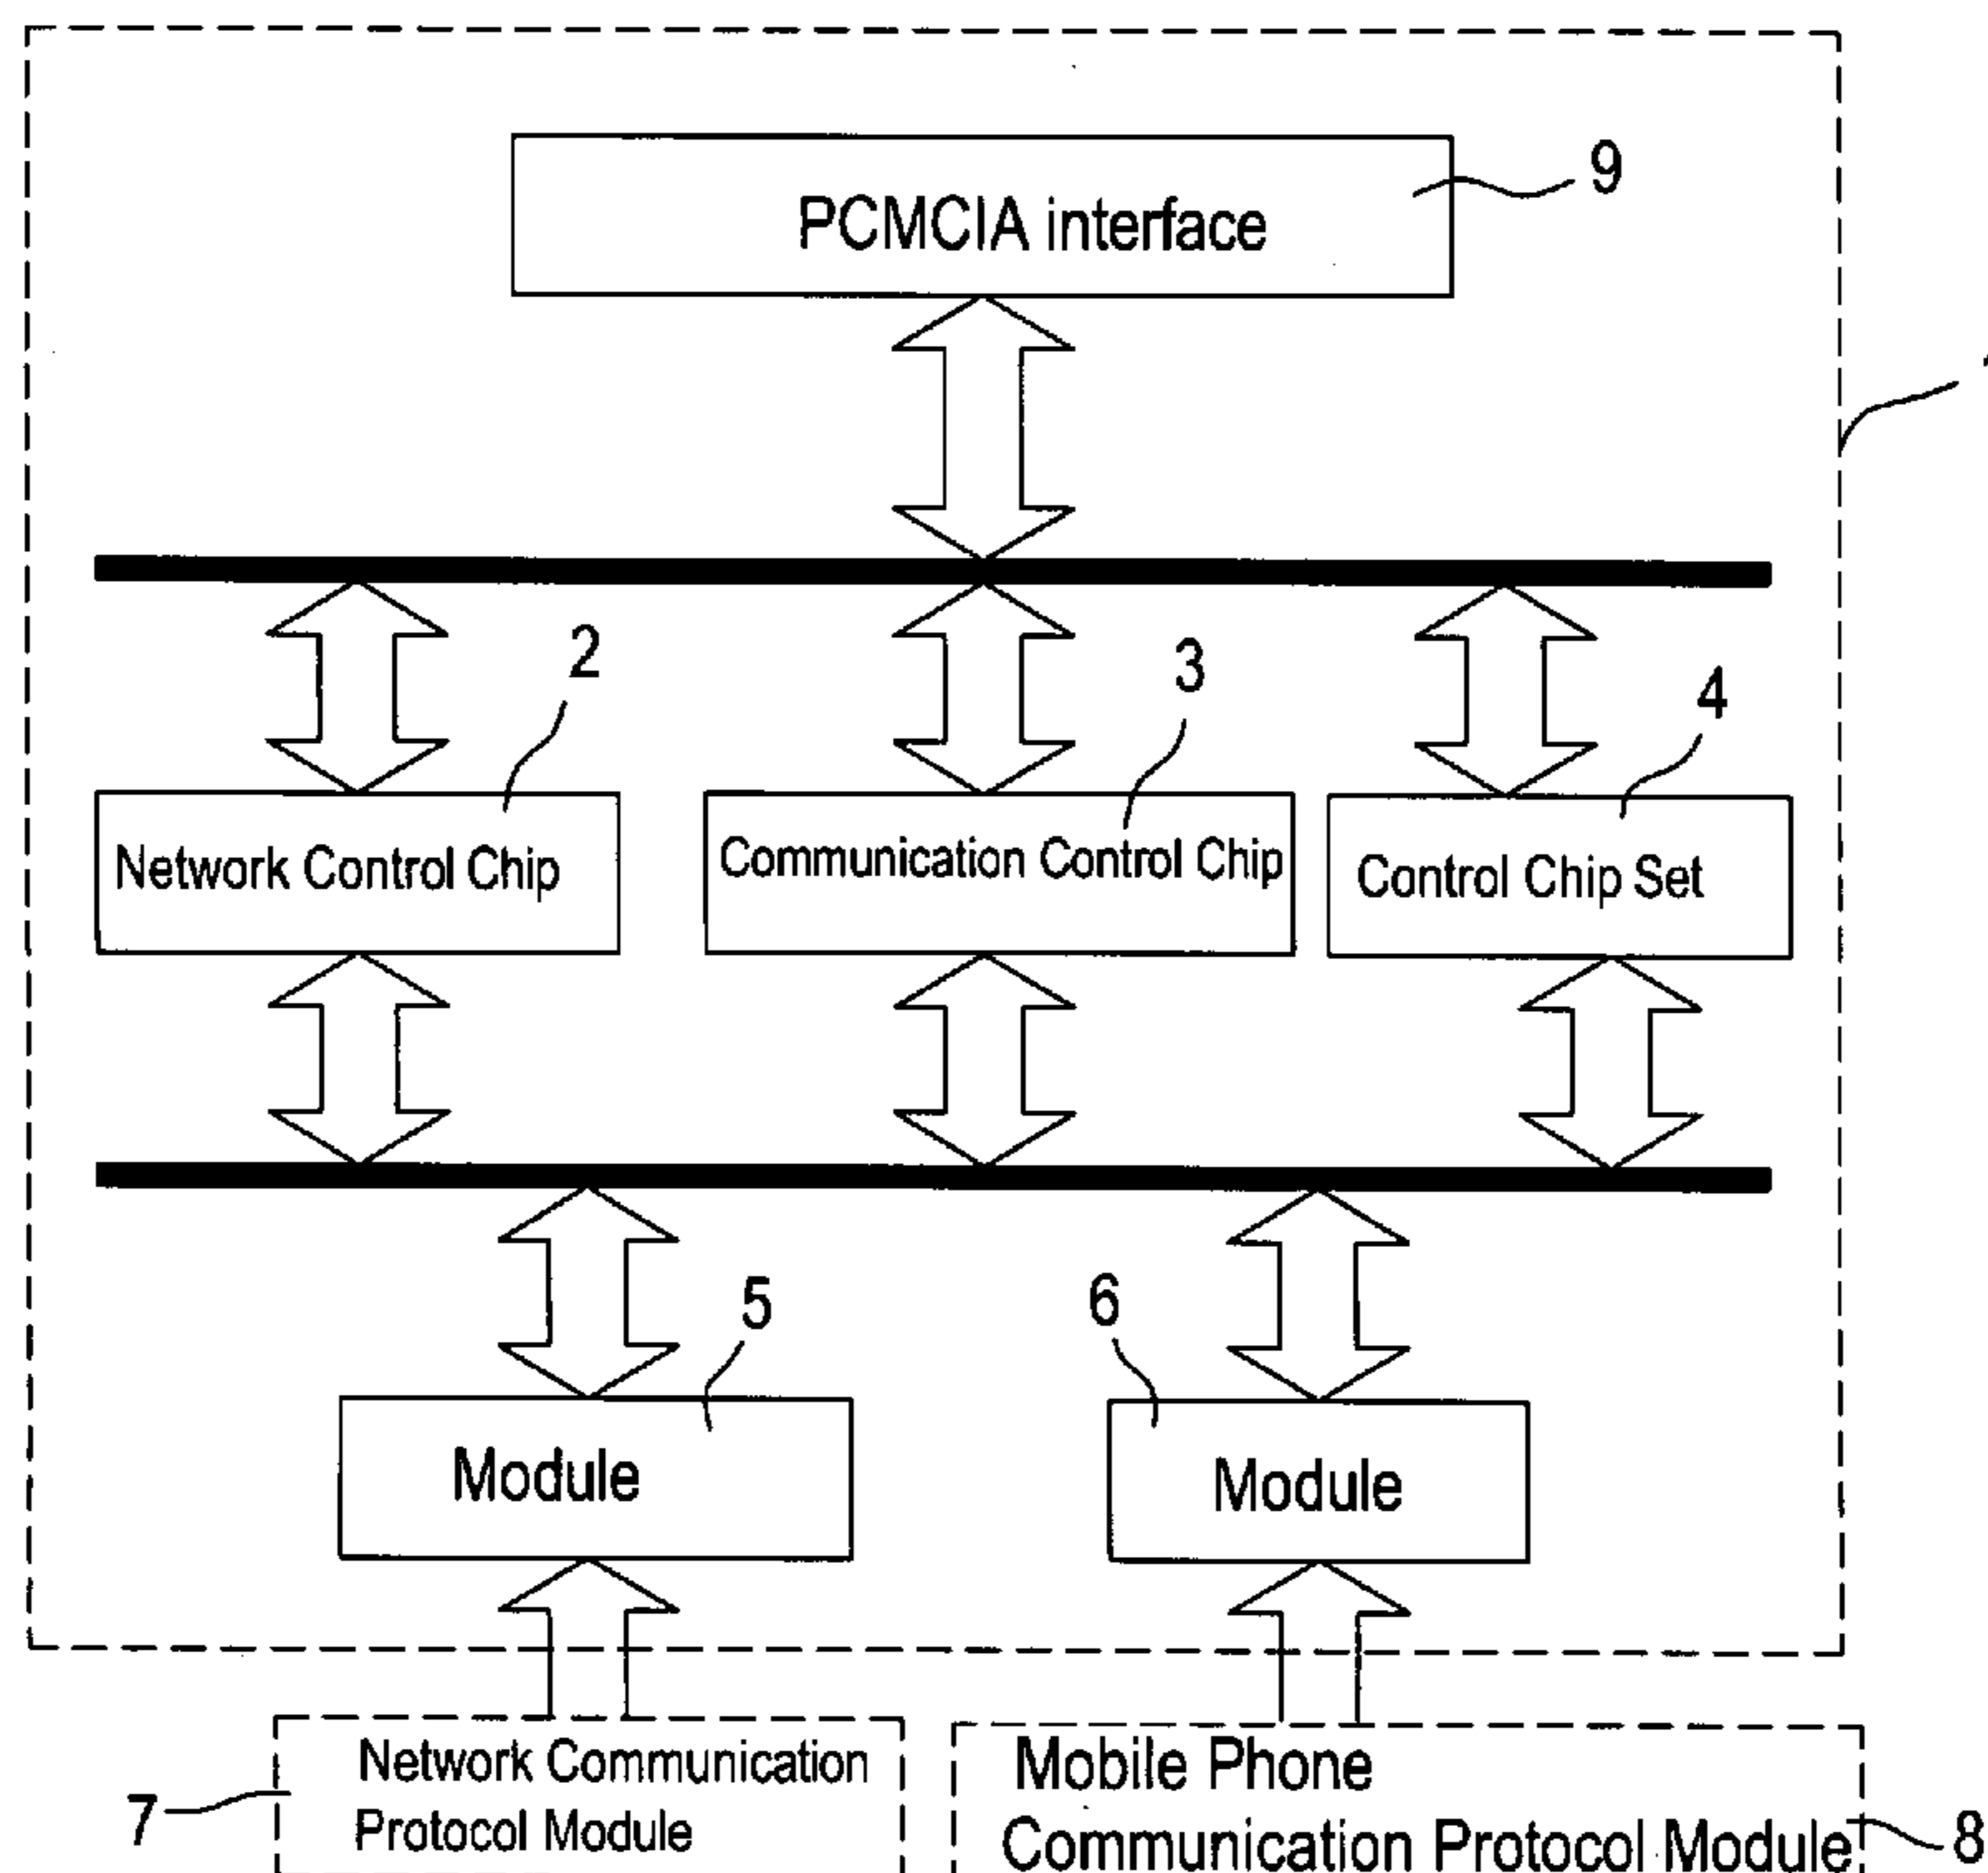 PCMCIA interface
9
2
3
4
Network Control Chip
Communication Control Chip
Control Chip Set
5
6
Module
Module
7
Network Communication
Protocol Module
Mobile Phone
Communication Protocol Module
8